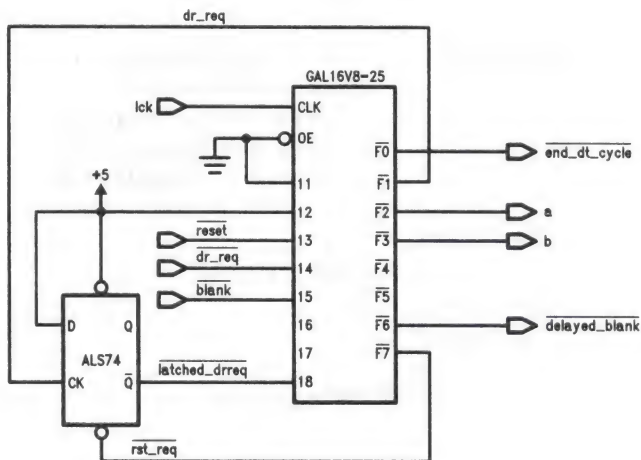 dr_req
GAL16V8-25
lck
CLK
OE
F0
end_dt_cycle
11
F1
+5
12
F2
a
reset
13
F3
b
dr_req
14
F4
blank
15
F5
D
Q
16
F6
delayed_blank
ALS74
17
F7
CK
Q
latched_drreq
18
rst_req